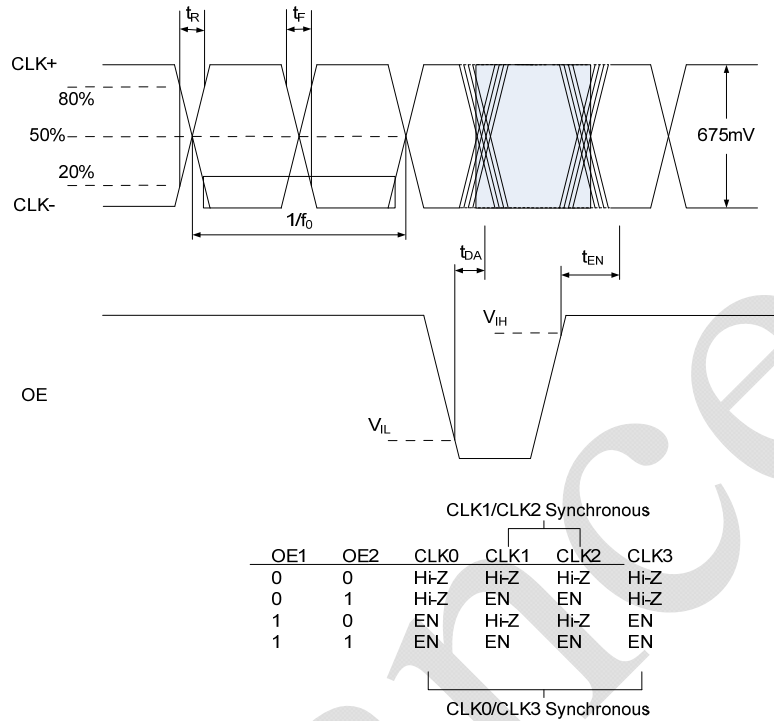 tR tF
CLK+
80%
50%
20%
CLK-
675mV
1/f0
tDA tEN
VIH
OE
VIL
CLK1/CLK2 Synchronous
OE1 OE2 CLK0 CLK1 CLK2 CLK3
0 0 Hi-Z Hi-Z Hi-Z Hi-Z
0 1 Hi-Z EN EN Hi-Z
1 0 EN Hi-Z Hi-Z EN
1 1 EN EN EN EN
CLK0/CLK3 Synchronous